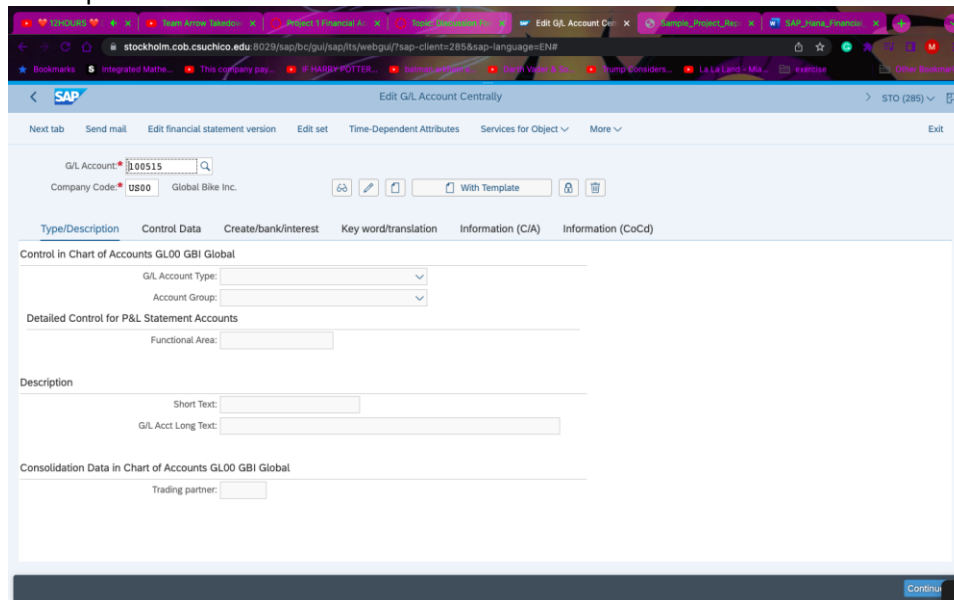 12HOURS
Team Arrow Takedow
Project 1 Financial Ac
Topic: Discussion For
Edit G/L Account Cen
Sample_Project_Rep
SAP_Hana_Financial_
stockholm.cob.csuchico.edu:8029/sap/bc/gui/sap/its/webgui/?sap-client=285&sap-language=EN#
M
Bookmarks
Integrated Mathe...
This company pay...
IF HARRY POTTER...
La La Land - Mia...
exercise
Other Bookmar
SAP
Edit G/L Account Centrally
STO (285)
Next tab Send mail Edit financial statement version Edit set Time-Dependent Attributes Services for Object More Exit
G/L Account:* 100515
Company Code:* US00 Global Bike Inc. With Template
Type/Description Control Data Create/bank/interest Key word/translation Information (C/A) Information (CoCd)
Control in Chart of Accounts GL00 GBI Global
G/L Account Type:
Account Group:
Detailed Control for P&L Statement Accounts
Functional Area:
Description
Short Text:
G/L Acct Long Text:
Consolidation Data in Chart of Accounts GL00 GBI Global
Trading partner:
Continu